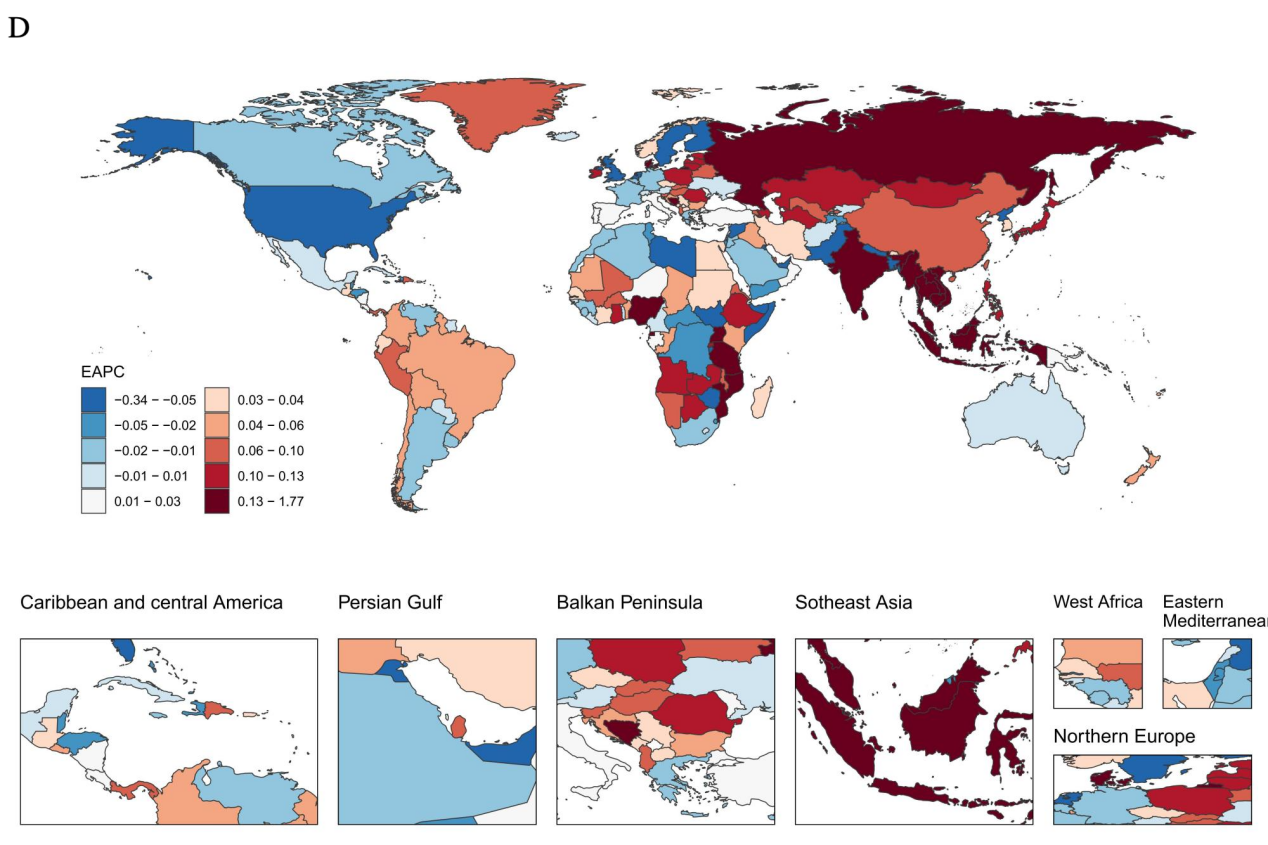 D
EAPC
−0.34 − −0.05
0.03 − 0.04
−0.05 − −0.02
0.04 − 0.06
−0.02 − −0.01
0.06 − 0.10
−0.01 − 0.01
0.10 − 0.13
0.01 − 0.03
0.13 − 1.77
Caribbean and central America
Persian Gulf
Balkan Peninsula
Sotheast Asia
West Africa
Eastern
Mediterranear
Northern Europe